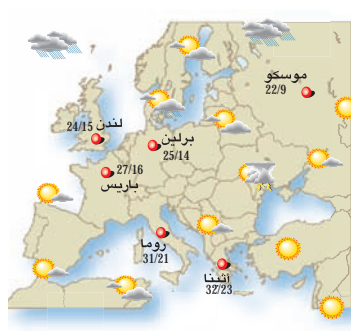 موسكو
22/9
لندن
24/15
برلين
25/14
27/16
باريس
روما
31/21
أثينا
32/23